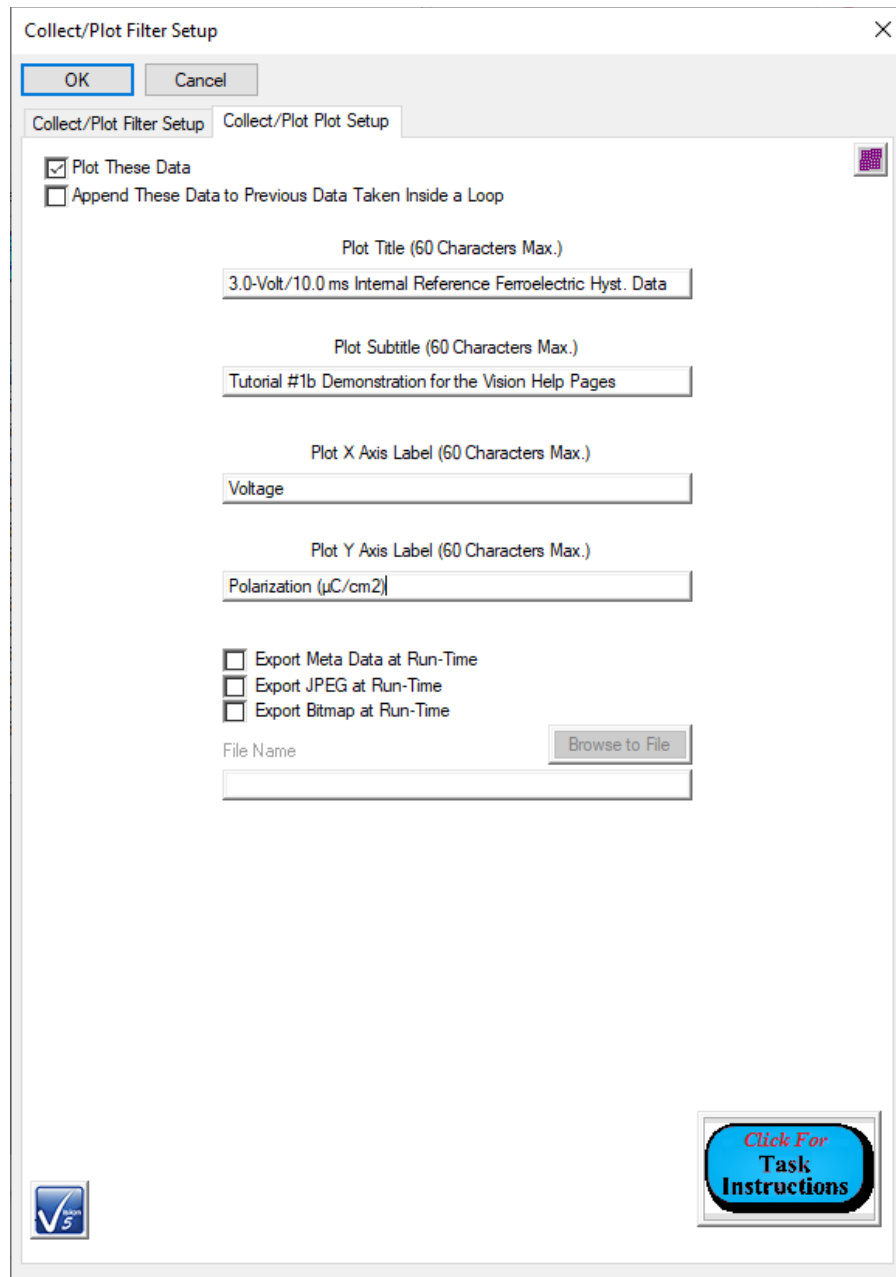 Collect/Plot Filter Setup
OK
Cancel
Collect/Plot Filter Setup
Collect/Plot Plot Setup
Plot These Data
Append These Data to Previous Data Taken Inside a Loop
Plot Title (60 Characters Max.)
3.0-Volt/10.0 ms Internal Reference Ferroelectric Hyst. Data
Plot Subtitle (60 Characters Max.)
Tutorial #1b Demonstration for the Vision Help Pages
Plot X Axis Label (60 Characters Max.)
Voltage
Plot Y Axis Label (60 Characters Max.)
Polarization (µC/cm2)
Export Meta Data at Run-Time
Export JPEG at Run-Time
Export Bitmap at Run-Time
File Name
Browse to File
Click For
Task
Instructions
Vision
5